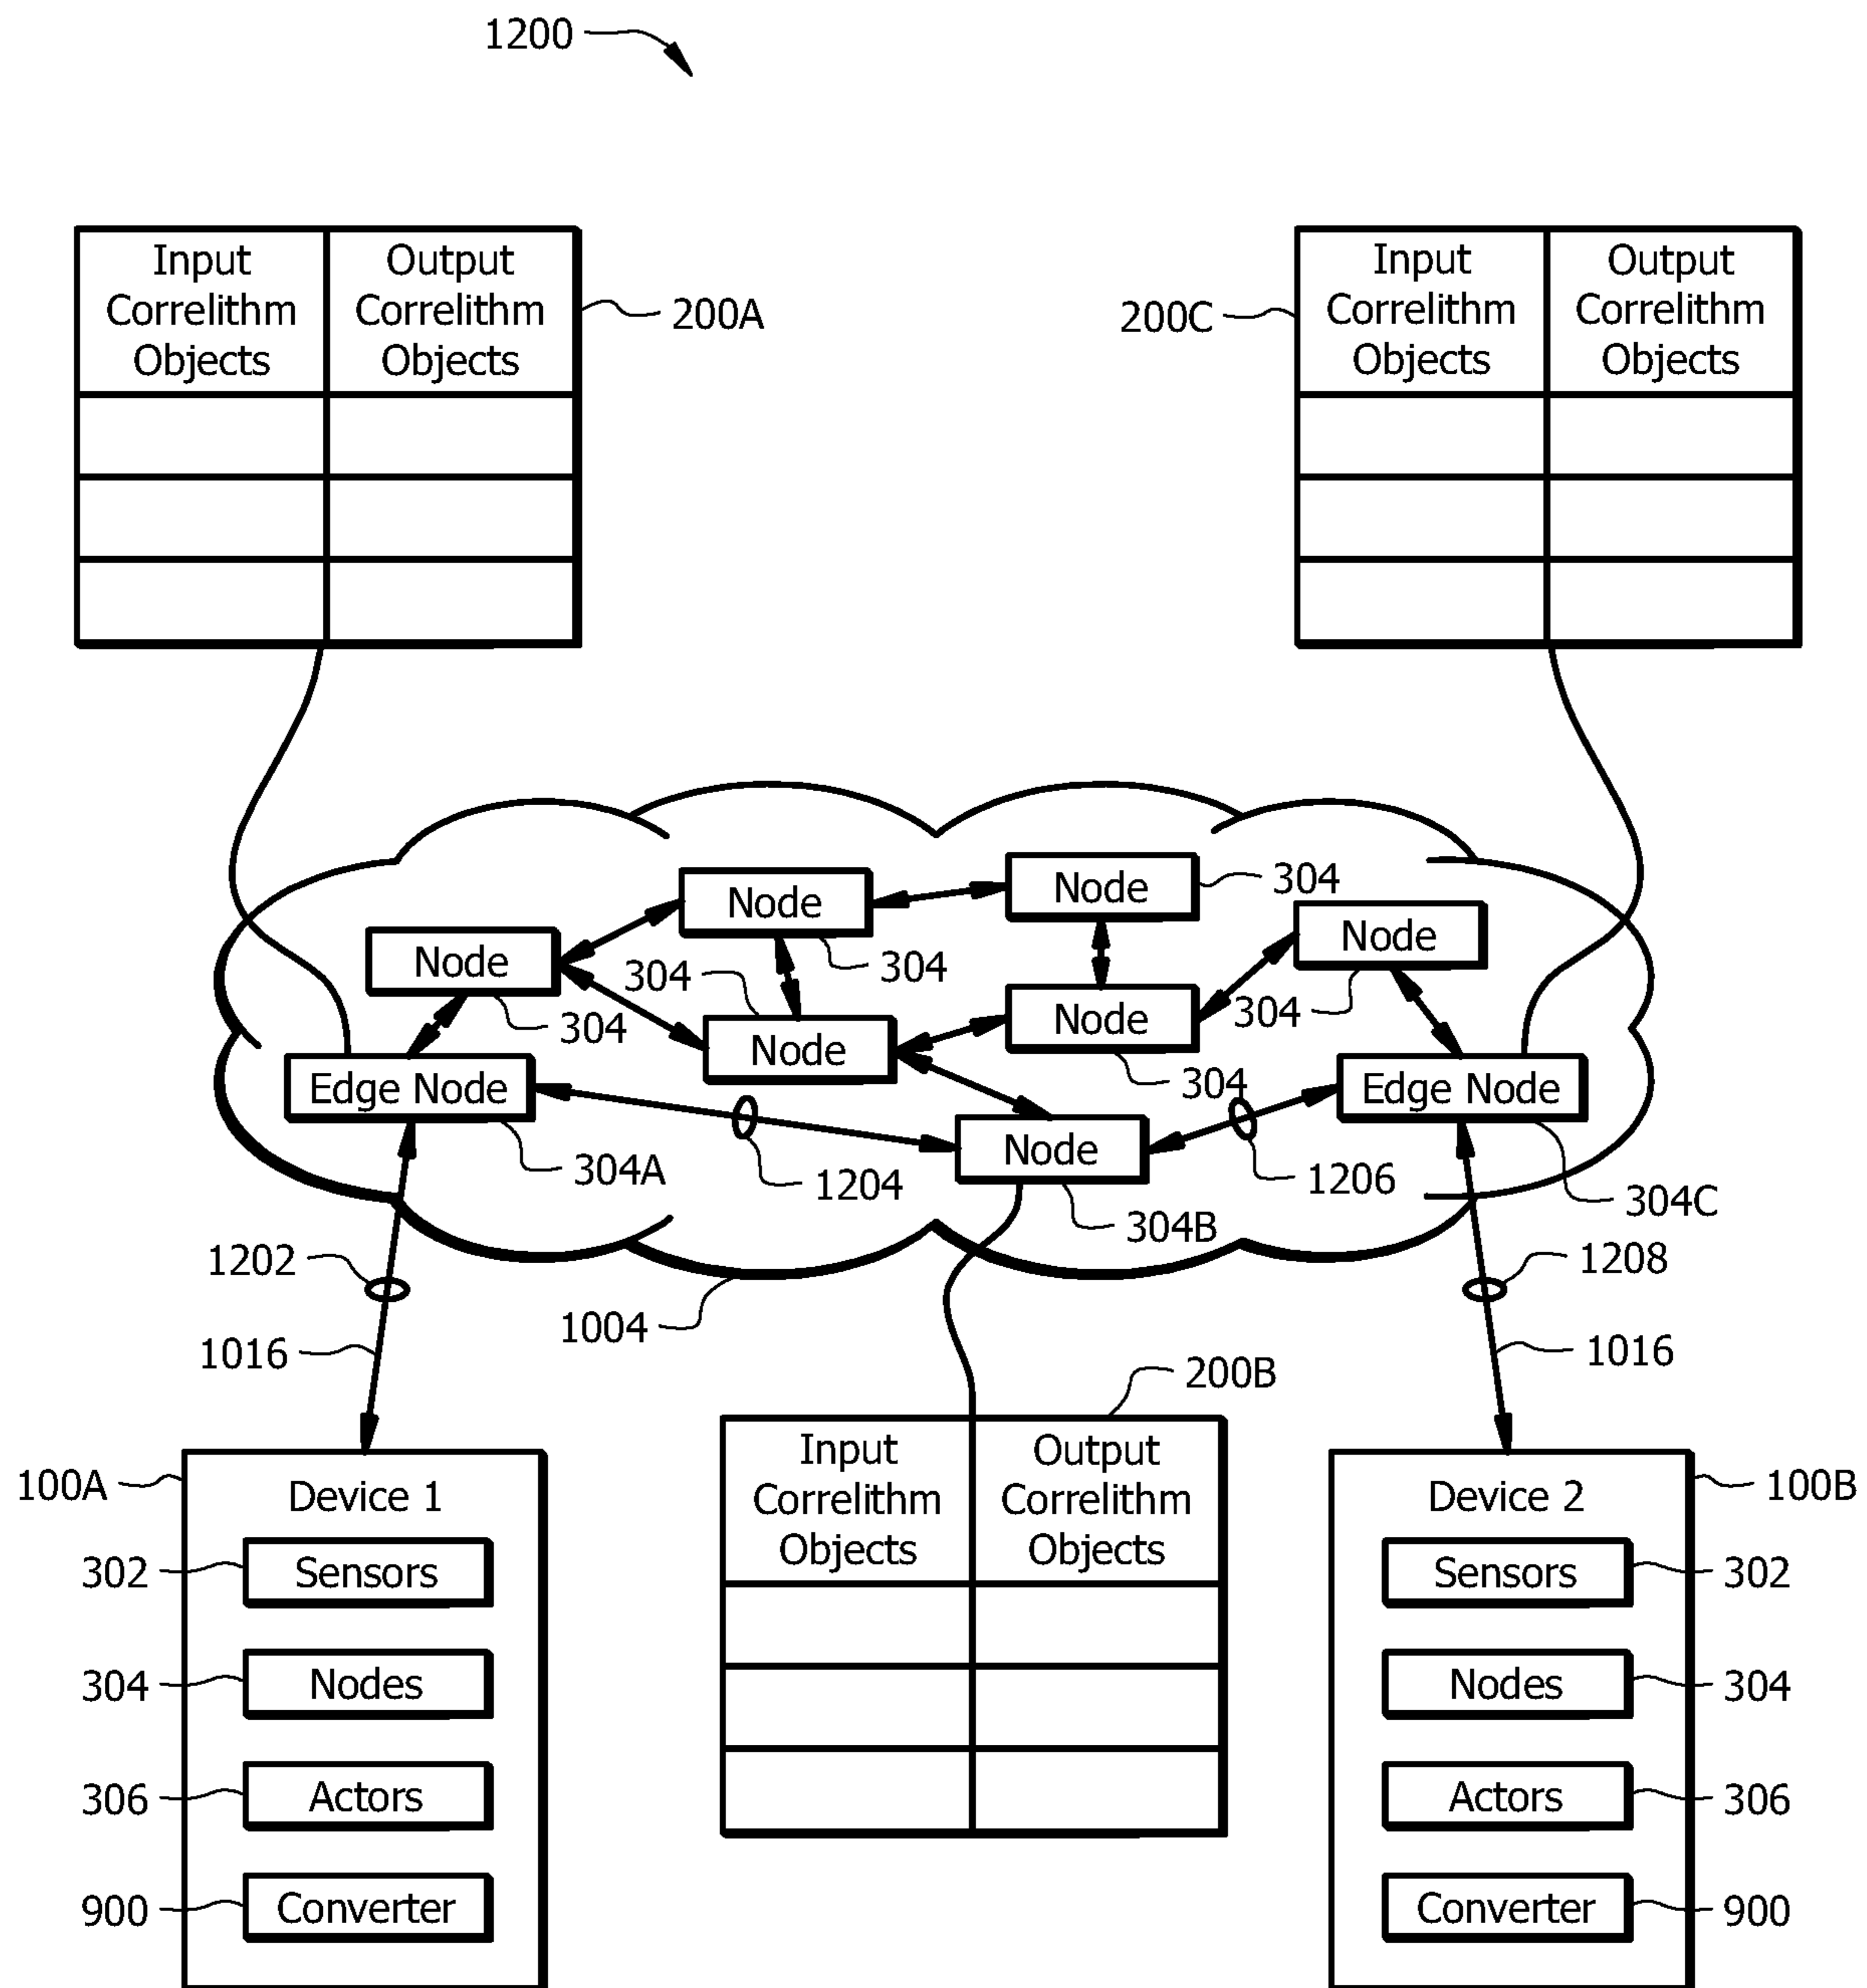 1200
Input
Correlithm
Objects
Output
Correlithm
Objects
200A
200C
Input
Correlithm
Objects
Output
Correlithm
Objects
Node
304
Node
304
Node
304
Node
304
304
Node
Node
304
304
Node
Edge Node
304A
1204
Node
304B
1206
Edge Node
304C
1202
1208
1004
1016
1016
200B
Input
Correlithm
Objects
Output
Correlithm
Objects
100A
Device 1
302
Sensors
304
Nodes
306
Actors
900
Converter
100B
Device 2
Sensors
302
Nodes
304
Actors
306
Converter
900